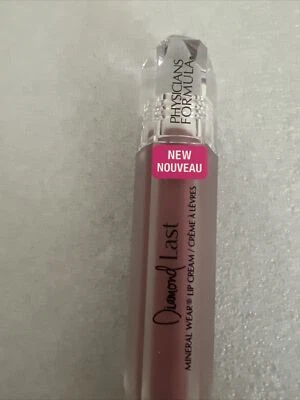 PHYSICIANS
FORMULA®
NEW
NOUVEAU
Diamond Last
MINERAL WEAR® LIP CREAM / CRÈME À LÈVRES